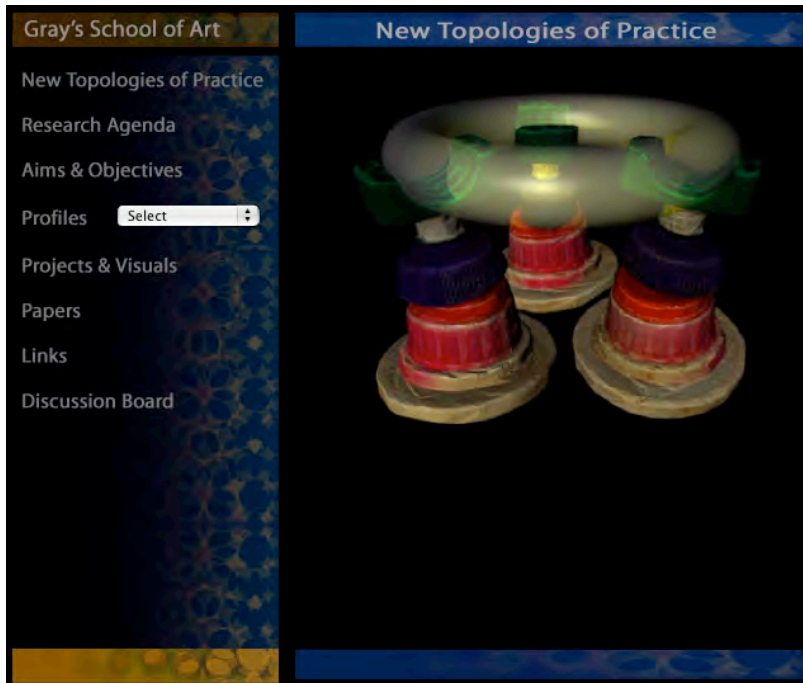 Gray's School of Art
New Topologies of Practice
New Topologies of Practice
Research Agenda
Aims & Objectives
Profiles Select
Projects & Visuals
Papers
Links
Discussion Board